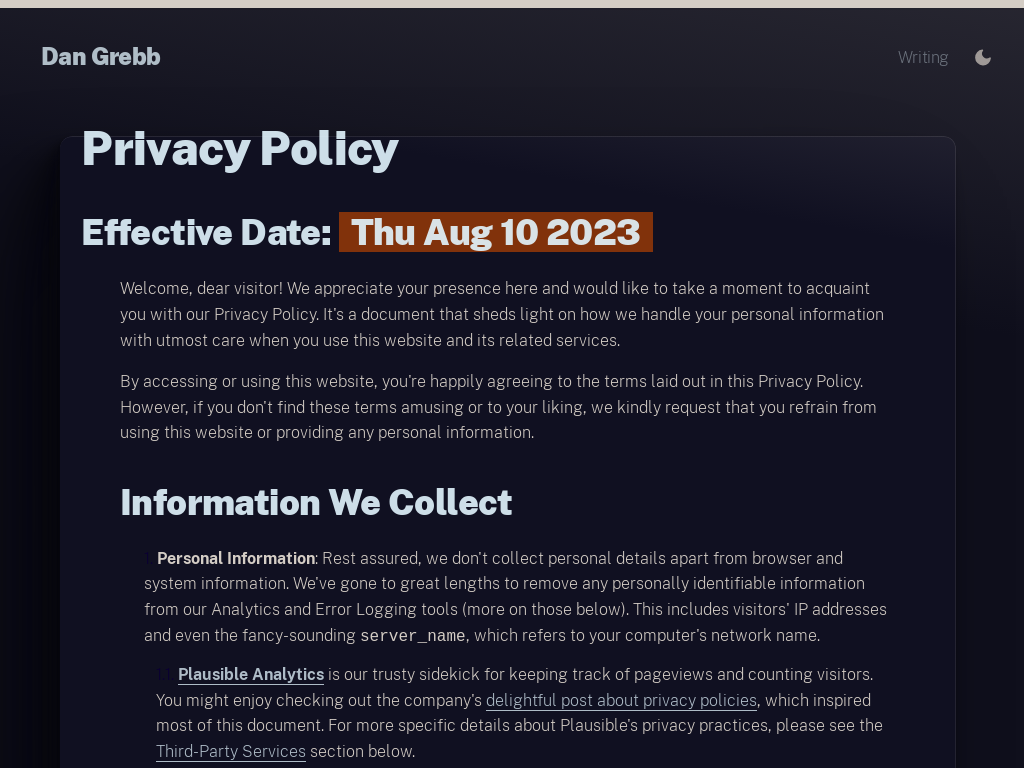 Dan Grebb
Writing
Privacy Policy
Effective Date: Thu Aug 10 2023
Welcome, dear visitor! We appreciate your presence here and would like to take a moment to acquaint
you with our Privacy Policy. It's a document that sheds light on how we handle your personal information
with utmost care when you use this website and its related services.
By accessing or using this website, you're happily agreeing to the terms laid out in this Privacy Policy.
However, if you don't find these terms amusing or to your liking, we kindly request that you refrain from
using this website or providing any personal information.
Information We Collect
1. Personal Information: Rest assured, we don't collect personal details apart from browser and
system information. We've gone to great lengths to remove any personally identifiable information
from our Analytics and Error Logging tools (more on those below). This includes visitors' IP addresses
and even the fancy-sounding server_name, which refers to your computer's network name.
1.1. Plausible Analytics is our trusty sidekick for keeping track of pageviews and counting visitors.
You might enjoy checking out the company's delightful post about privacy policies, which inspired
most of this document. For more specific details about Plausible's privacy practices, please see the
Third-Party Services section below.